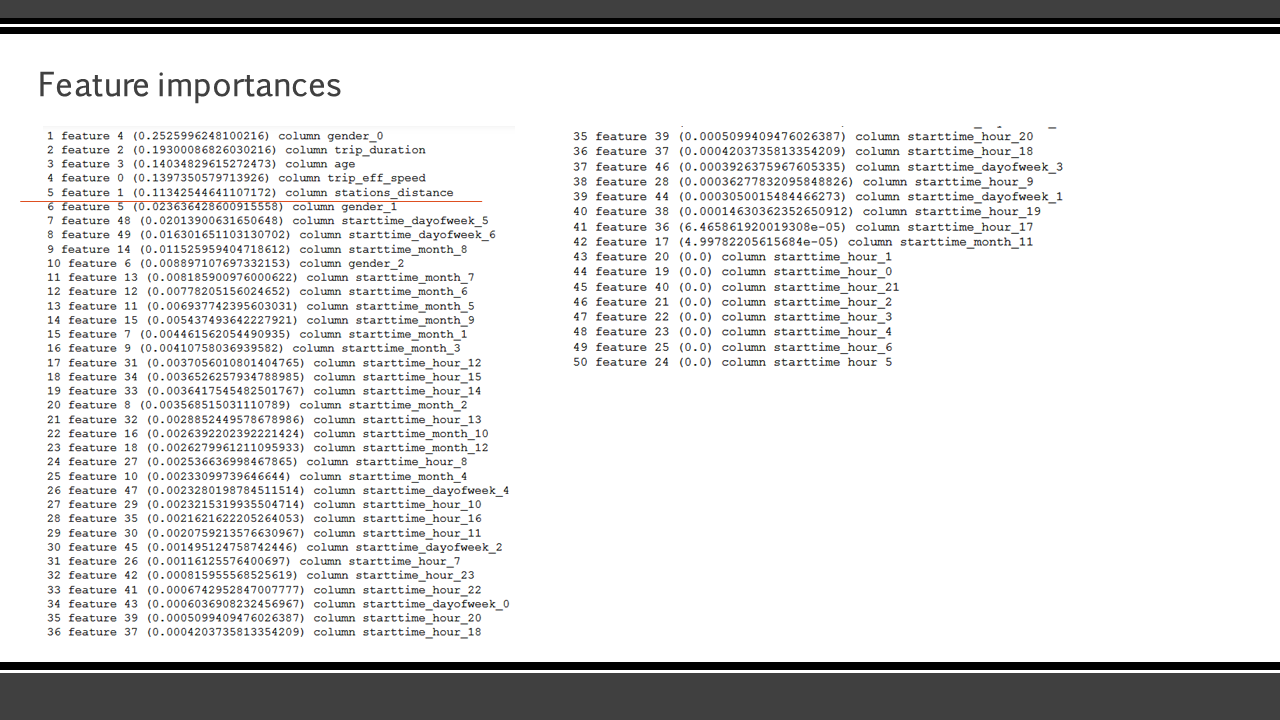 Feature importances
1 feature 4 (0.2525996248100216) column gender_0
2 feature 2 (0.19300086826030216) column trip_duration
3 feature 3 (0.14034829615272473) column age
4 feature 0 (0.1397350579713926) column trip_eff_speed
5 feature 1 (0.11342544641107172) column stations_distance
6 feature 5 (0.023636428600915558) column gender_1
7 feature 48 (0.02013900631650648) column starttime_dayofweek_5
8 feature 49 (0.016301651103130702) column starttime_dayofweek_6
9 feature 14 (0.011525959404718612) column starttime_month_8
10 feature 6 (0.008897107697332153) column gender_2
11 feature 13 (0.008185900976000622) column starttime_month_7
12 feature 12 (0.00778205156024652) column starttime_month_6
13 feature 11 (0.006937742395603031) column starttime_month_5
14 feature 15 (0.005437493642227921) column starttime_month_9
15 feature 7 (0.004461562054490935) column starttime_month_1
16 feature 9 (0.00410758036939582) column starttime_month_3
17 feature 31 (0.0037056010801404765) column starttime_hour_12
18 feature 34 (0.0036526257934788985) column starttime_hour_15
19 feature 33 (0.0036417545482501767) column starttime_hour_14
20 feature 8 (0.003568515031110789) column starttime_month_2
21 feature 32 (0.0028852449578678986) column starttime_hour_13
22 feature 16 (0.0026392202392221424) column starttime_month_10
23 feature 18 (0.0026279961211095933) column starttime_month_12
24 feature 27 (0.002536636998467865) column starttime_hour_8
25 feature 10 (0.00233099739646644) column starttime_month_4
26 feature 47 (0.0023280198784511514) column starttime_dayofweek_4
27 feature 29 (0.0023215319935504714) column starttime_hour_10
28 feature 35 (0.0021621622205264053) column starttime_hour_16
29 feature 30 (0.0020759213576630967) column starttime_hour_11
30 feature 45 (0.001495124758742446) column starttime_dayofweek_2
31 feature 26 (0.00116125576400697) column starttime_hour_7
32 feature 42 (0.000815955568525619) column starttime_hour_23
33 feature 41 (0.0006742952847007777) column starttime_hour_22
34 feature 43 (0.0006036908232456967) column starttime_dayofweek_0
35 feature 39 (0.0005099409476026387) column starttime_hour_20
36 feature 37 (0.0004203735813354209) column starttime_hour_18
35 feature 39 (0.0005099409476026387) column starttime_hour_20
36 feature 37 (0.0004203735813354209) column starttime_hour_18
37 feature 46 (0.0003926375967605335) column starttime_dayofweek_3
38 feature 28 (0.00036277832095848826) column starttime_hour_9
39 feature 44 (0.0003050015484466273) column starttime_dayofweek_1
40 feature 38 (0.00014630362352650912) column starttime_hour_19
41 feature 36 (6.465861920019308e-05) column starttime_hour_17
42 feature 17 (4.99782205615684e-05) column starttime_month_11
43 feature 20 (0.0) column starttime_hour_1
44 feature 19 (0.0) column starttime_hour_0
45 feature 40 (0.0) column starttime_hour_21
46 feature 21 (0.0) column starttime_hour_2
47 feature 22 (0.0) column starttime_hour_3
48 feature 23 (0.0) column starttime_hour_4
49 feature 25 (0.0) column starttime_hour_6
50 feature 24 (0.0) column starttime hour 5